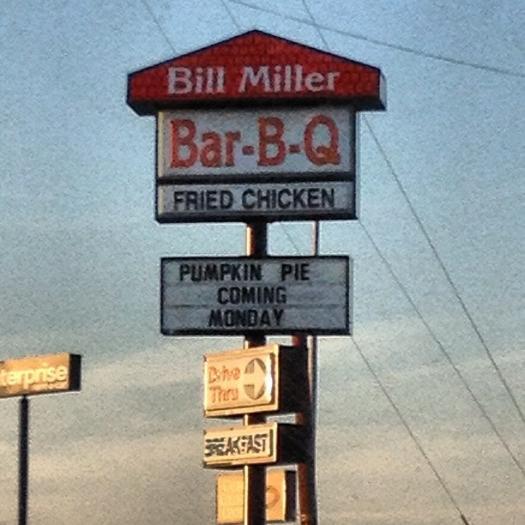 Bill Miller
Bar-B-Q
FRIED CHICKEN
PUMPKIN PIE
COMING
MONDAY
Drive
Thru
BREAKFAST
terprise